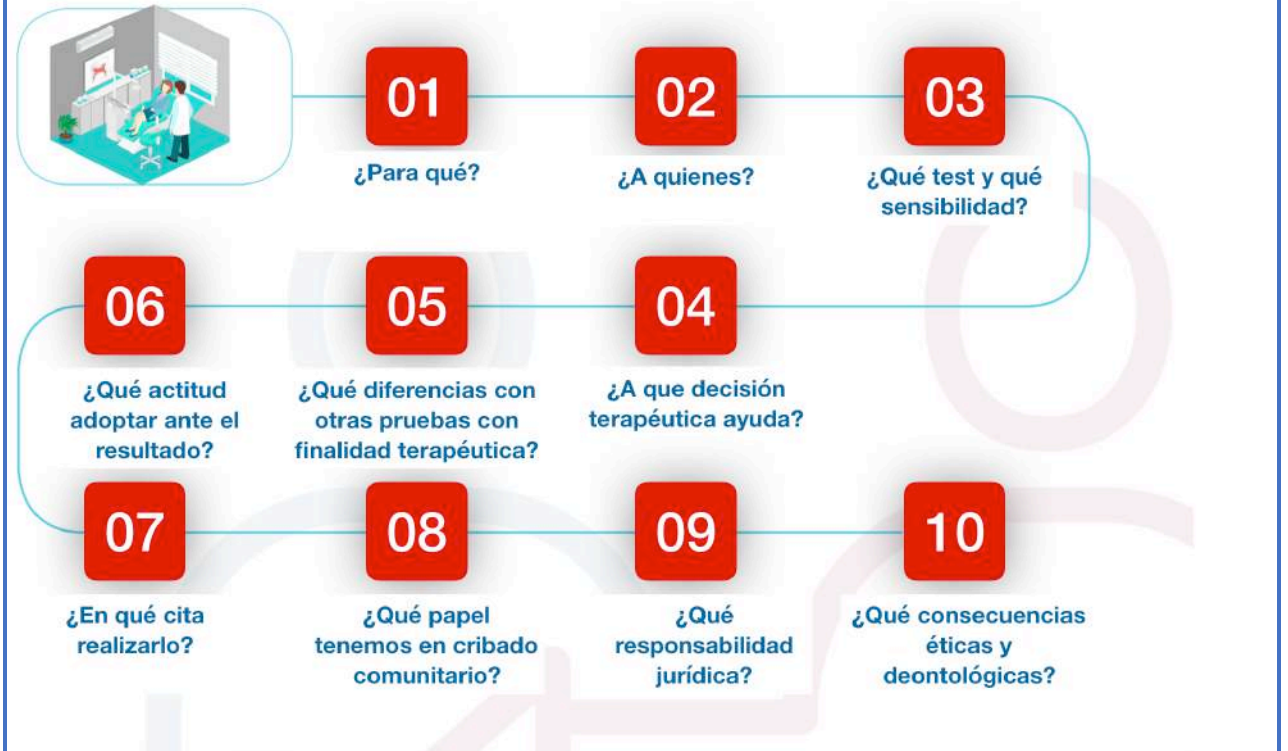 01
¿Para qué?
02
¿A quienes?
03
¿Qué test y qué
sensibilidad?
04
¿A que decisión
terapéutica ayuda?
05
¿Qué diferencias con
otras pruebas con
finalidad terapéutica?
06
¿Qué actitud
adoptar ante el
resultado?
07
¿En qué cita
realizarlo?
08
¿Qué papel
tenemos en cribado
comunitario?
09
¿Qué
responsabilidad
jurídica?
10
¿Qué consecuencias
éticas y
deontológicas?